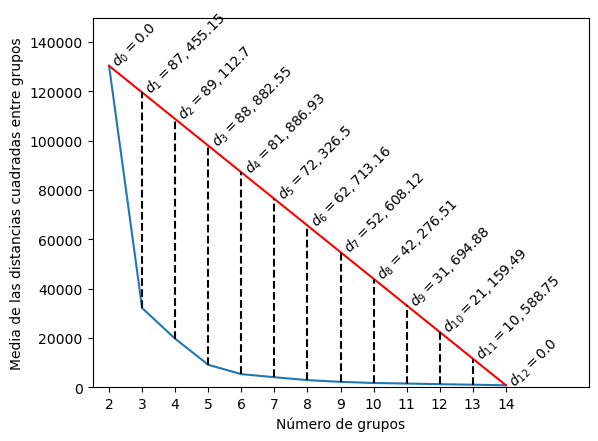 Media de las distancias cuadradas entre grupos
140000
120000
100000
80000
60000
40000
20000
0
d₀ = 0.0
d₁ = 87, 455.15
d₂ = 89, 112.7
d₃ = 88, 882.55
d₄ = 81, 886.93
d₅ = 72, 326.5
d₆ = 62, 713.16
d₇ = 52, 608.12
d₈ = 42, 276.51
d₉ = 31, 694.88
d₁₀ = 21, 159.49
d₁₁ = 10, 588.75
d₁₂ = 0.0
2 3 4 5 6 7 8 9 10 11 12 13 14
Número de grupos